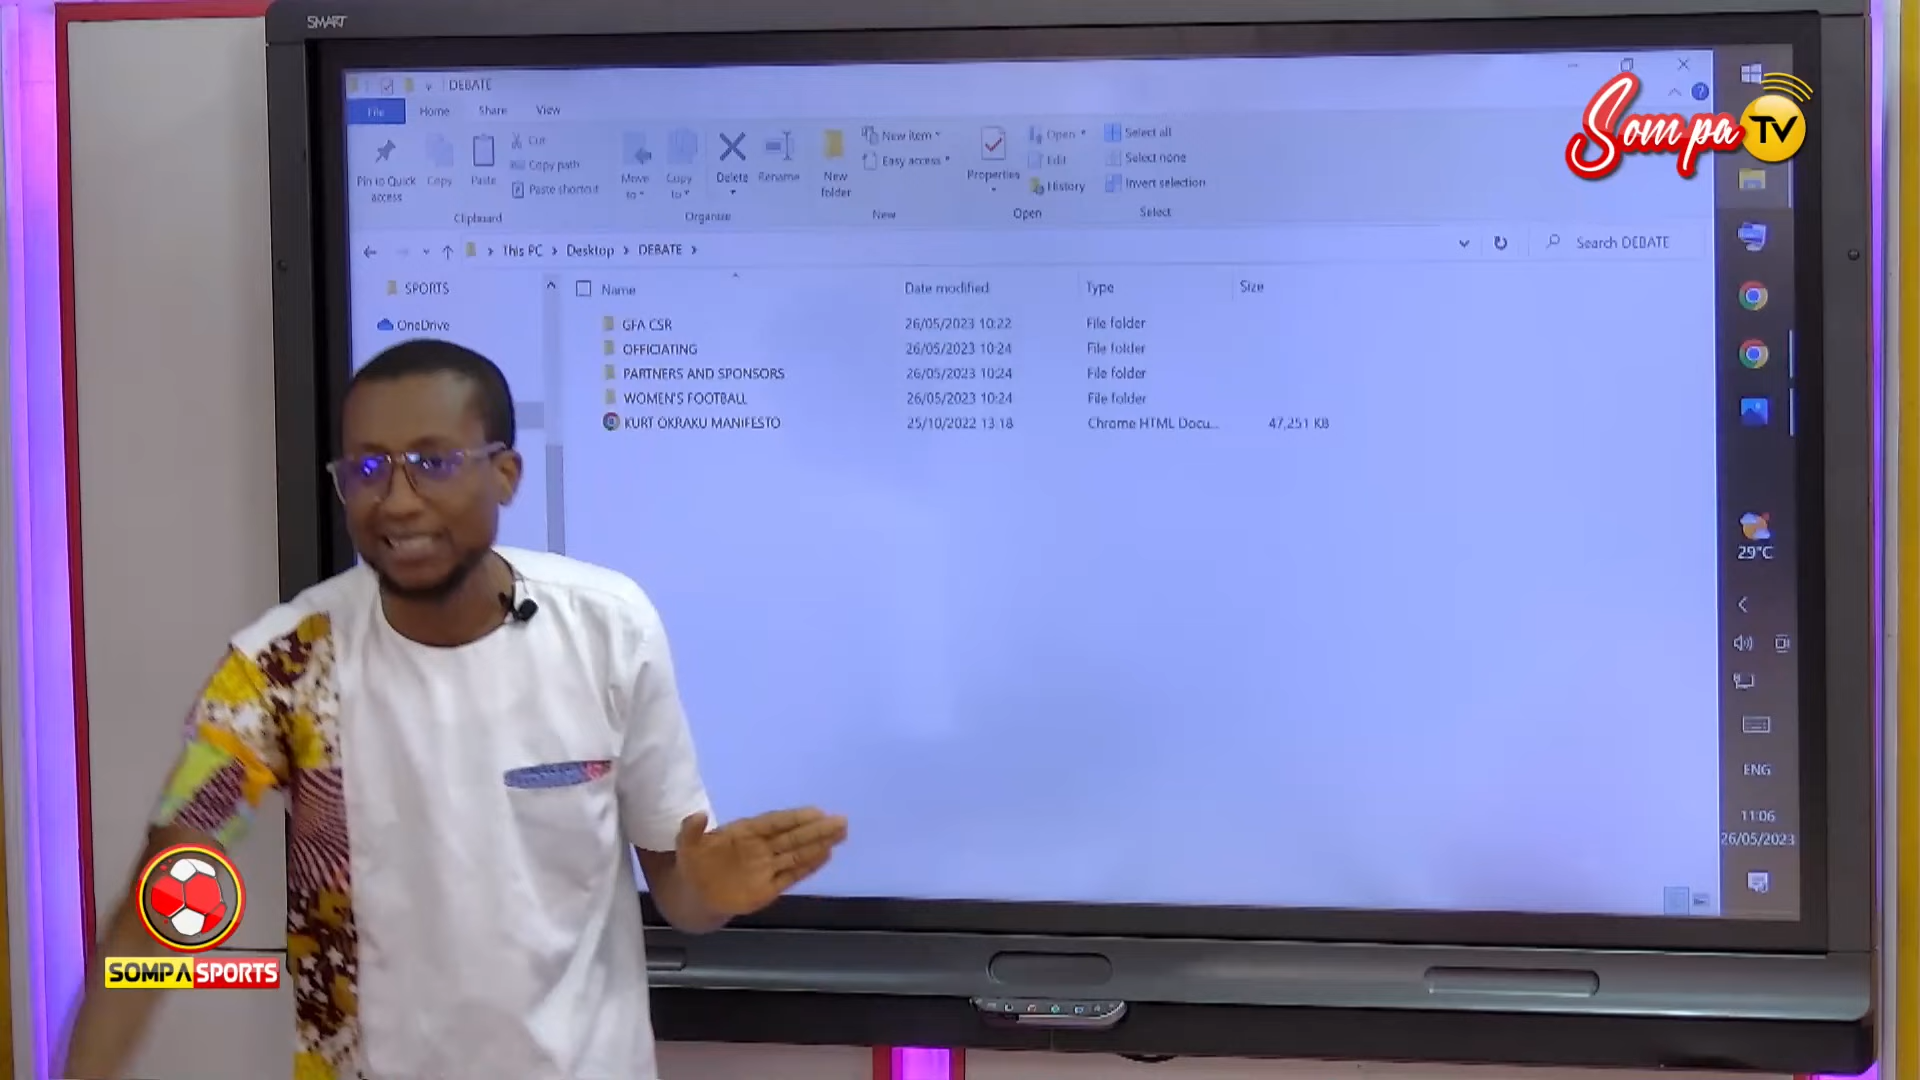 SMART
DEBATE
File Home Share View
Pin to Quick access
Copy
Paste
Cut
Copy path
Paste shortcut
Clipboard
Move to
Copy to
Delete
Rename
Organize
New folder
New item
Easy access
New
Properties
Open
Edit
History
Open
Select all
Select none
Invert selection
Select
Sompa TV
This PC > Desktop > DEBATE >
Search DEBATE
SPORTS
OneDrive
Name Date modified Type Size
GFA CSR 26/05/2023 10:22 File folder
OFFICIATING 26/05/2023 10:24 File folder
PARTNERS AND SPONSORS 26/05/2023 10:24 File folder
WOMEN'S FOOTBALL 26/05/2023 10:24 File folder
KURT OKRAKU MANIFESTO 25/10/2022 13:18 Chrome HTML Docu... 47,251 KB
29°C
ENG
11:06
26/05/2023
SOMPA SPORTS